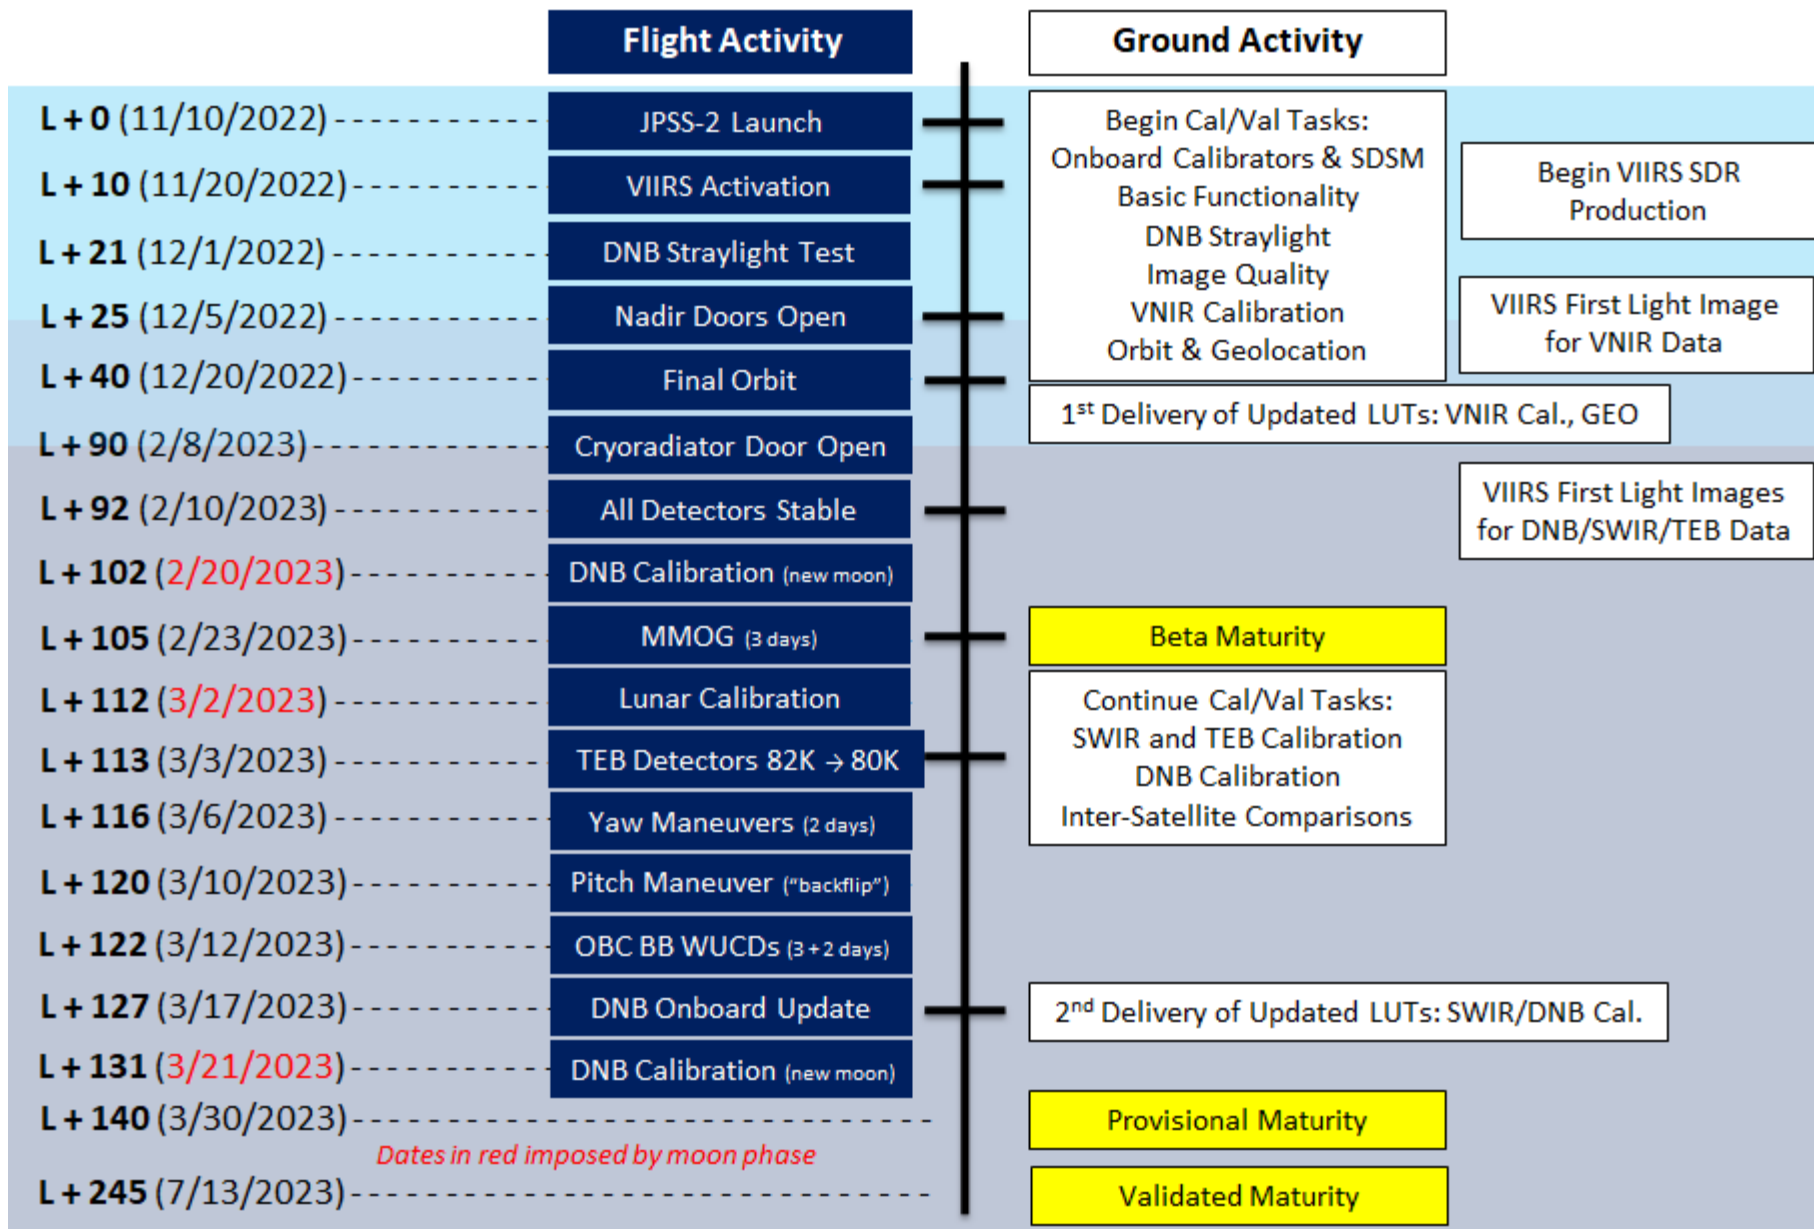 Flight Activity
Ground Activity
L + 0 (11/10/2022)
JPSS-2 Launch
L + 10 (11/20/2022)
VIIRS Activation
L + 21 (12/1/2022)
DNB Straylight Test
L + 25 (12/5/2022)
Nadir Doors Open
L + 40 (12/20/2022)
Final Orbit
L + 90 (2/8/2023)
Cryoradiator Door Open
L + 92 (2/10/2023)
All Detectors Stable
L + 102 (2/20/2023)
DNB Calibration (new moon)
L + 105 (2/23/2023)
MMOG (3 days)
L + 112 (3/2/2023)
Lunar Calibration
L + 113 (3/3/2023)
TEB Detectors 82K → 80K
L + 116 (3/6/2023)
Yaw Maneuvers (2 days)
L + 120 (3/10/2023)
Pitch Maneuver (“backflip”)
L + 122 (3/12/2023)
OBC BB WUCDs (3 + 2 days)
L + 127 (3/17/2023)
DNB Onboard Update
L + 131 (3/21/2023)
DNB Calibration (new moon)
L + 140 (3/30/2023)
Dates in red imposed by moon phase
L + 245 (7/13/2023)
Begin Cal/Val Tasks:
Onboard Calibrators & SDSM
Basic Functionality
DNB Straylight
Image Quality
VNIR Calibration
Orbit & Geolocation
Begin VIIRS SDR
Production
VIIRS First Light Image
for VNIR Data
1st Delivery of Updated LUTs: VNIR Cal., GEO
VIIRS First Light Images
for DNB/SWIR/TEB Data
Beta Maturity
Continue Cal/Val Tasks:
SWIR and TEB Calibration
DNB Calibration
Inter-Satellite Comparisons
2nd Delivery of Updated LUTs: SWIR/DNB Cal.
Provisional Maturity
Validated Maturity